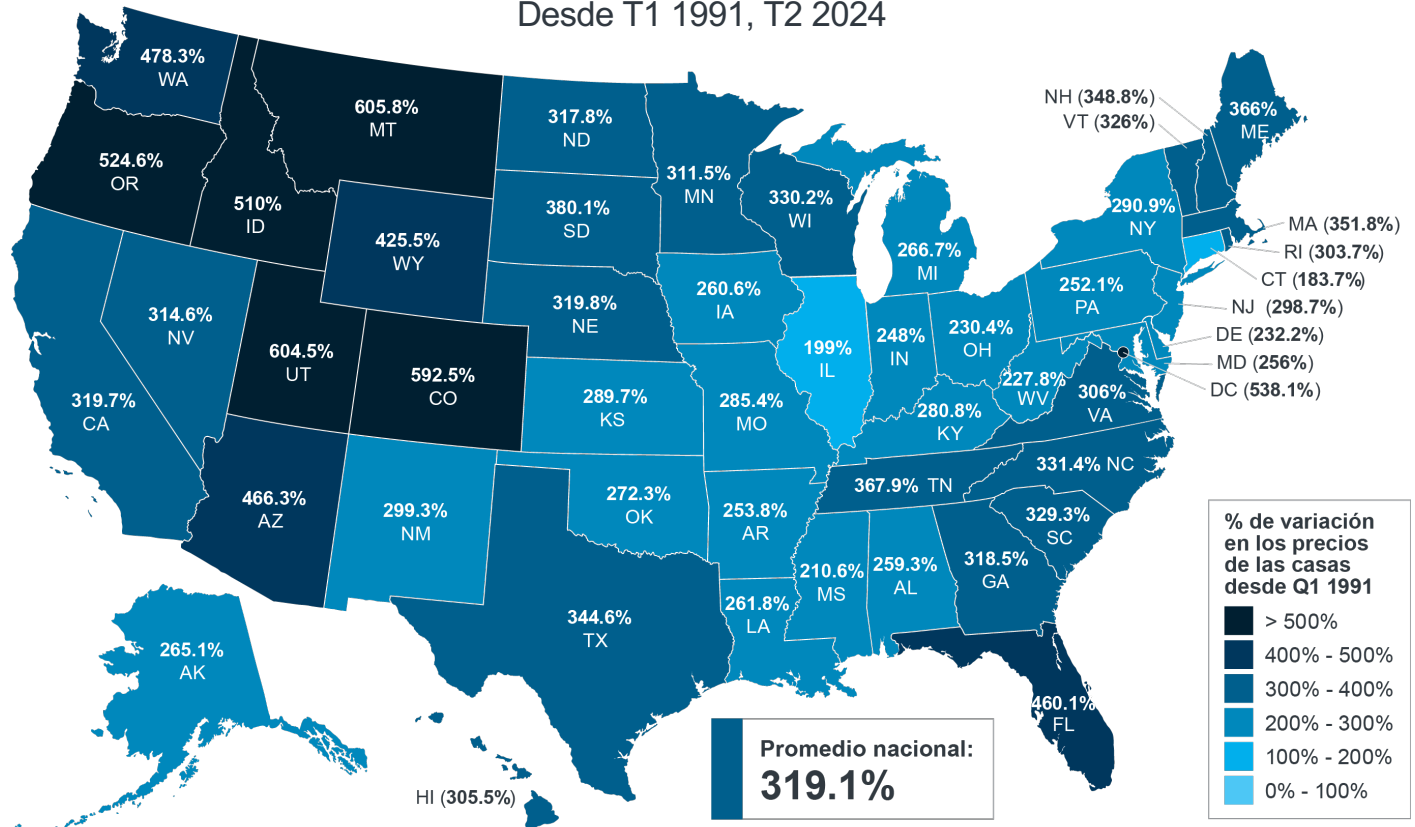 Desde T1 1991, T2 2024
478.3%
WA
605.8%
MT
317.8%
ND
311.5%
MN
330.2%
WI
NH (348.8%)
VT (326%)
366%
ME
524.6%
OR
510%
ID
425.5%
WY
380.1%
SD
266.7%
MI
290.9%
NY
MA (351.8%)
RI (303.7%)
CT (183.7%)
NJ (298.7%)
DE (232.2%)
MD (256%)
DC (538.1%)
314.6%
NV
604.5%
UT
592.5%
CO
319.8%
NE
260.6%
IA
199%
IL
248%
IN
230.4%
OH
252.1%
PA
319.7%
CA
289.7%
KS
285.4%
MO
280.8%
KY
227.8%
WV
306%
VA
466.3%
AZ
299.3%
NM
272.3%
OK
253.8%
AR
367.9% TN
331.4% NC
329.3%
SC
344.6%
TX
261.8%
LA
210.6%
MS
259.3%
AL
318.5%
GA
460.1%
FL
265.1%
AK
HI (305.5%)
Promedio nacional:
319.1%
% de variación
en los precios
de las casas
desde Q1 1991
> 500%
400% - 500%
300% - 400%
200% - 300%
100% - 200%
0% - 100%